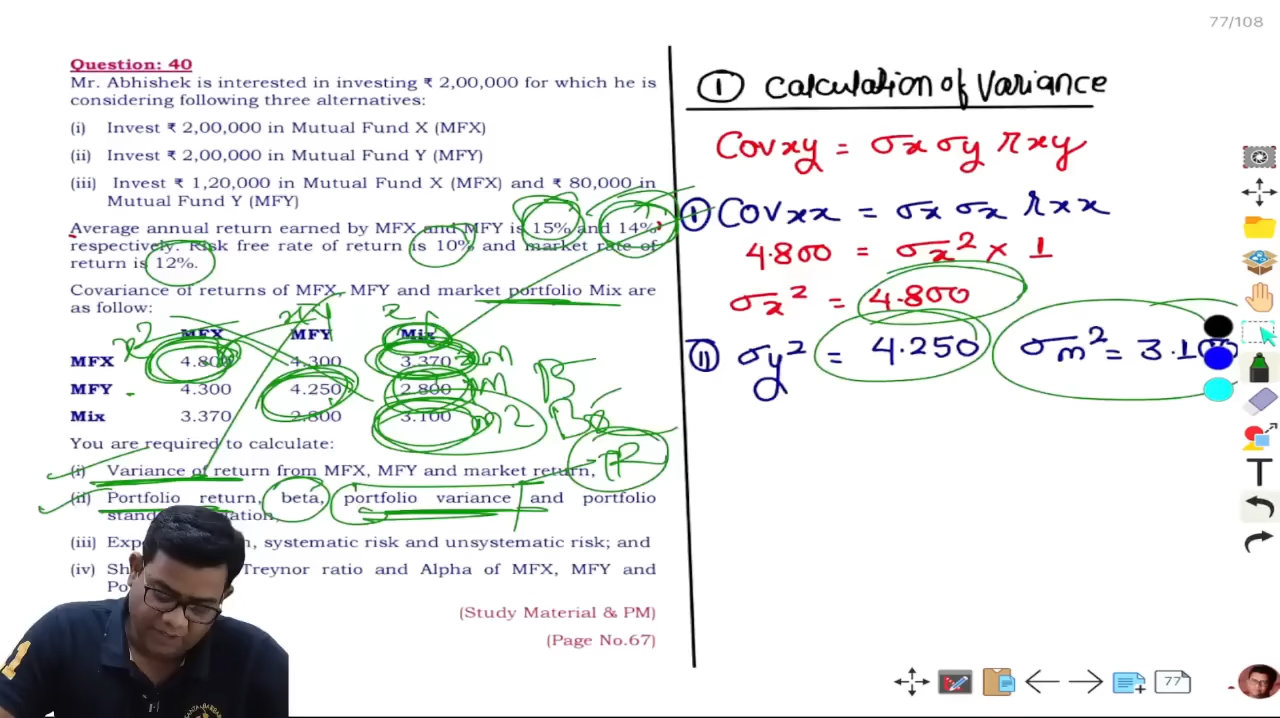 77/108
Question: 40
Mr. Abhishek is interested in investing ₹ 2,00,000 for which he is
considering following three alternatives:
(i) Invest ₹ 2,00,000 in Mutual Fund X (MFX)
(ii) Invest ₹ 2,00,000 in Mutual Fund Y (MFY)
(iii) Invest ₹ 1,20,000 in Mutual Fund X (MFX) and ₹ 80,000 in
Mutual Fund Y (MFY)
Average annual return earned by MFX and MFY is 15% and 14%
respectively. Risk free rate of return is 10% and market rate of
return is 12%.
Covariance of returns of MFX, MFY and market portfolio Mix are
as follow:
MFX MFY Mix
MFX 4.800 4.300 3.370
MFY 4.300 4.250 2.800
Mix 3.370 2.800 3.100
You are required to calculate:
(i) Variance of return from MFX, MFY and market return,
(ii) Portfolio return, beta, portfolio variance and portfolio
(iii) systematic risk and unsystematic risk; and
(iv) Treynor ratio and Alpha of MFX, MFY and
(Study Material & PM)
(Page No.67)
① Calculation of Variance
Cov xy = σx σy rxy
① Cov xx = σx σx rxx
4.800 = σx² × 1
σx² = 4.800
⑪ σy² = 4.250 σm² = 3.100
77